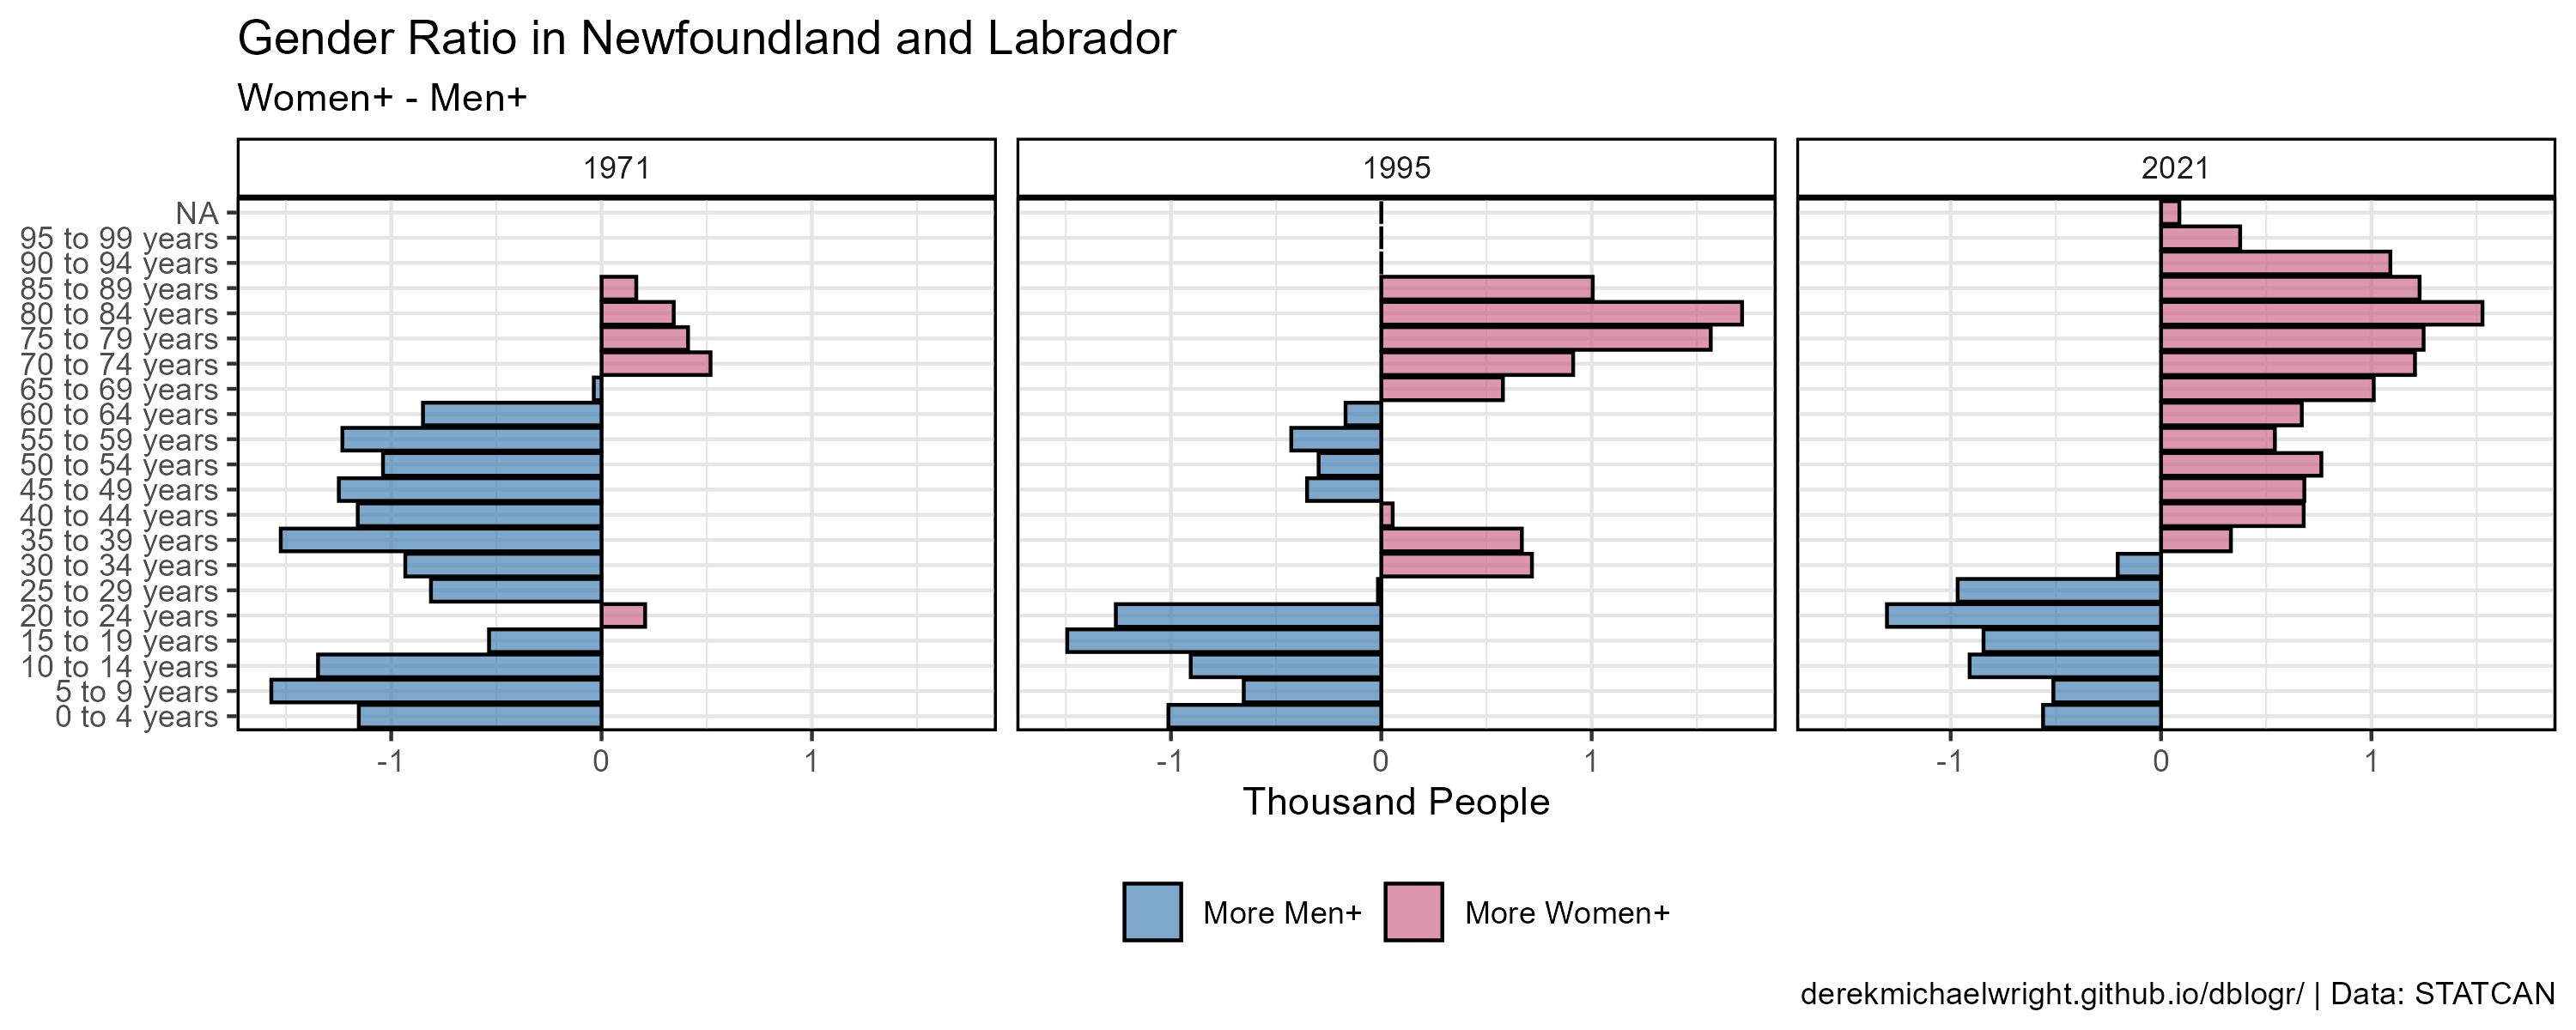 Gender Ratio in Newfoundland and Labrador
Women+ - Men+
1971
1995
2021
NA
95 to 99 years
90 to 94 years
85 to 89 years
80 to 84 years
75 to 79 years
70 to 74 years
65 to 69 years
60 to 64 years
55 to 59 years
50 to 54 years
45 to 49 years
40 to 44 years
35 to 39 years
30 to 34 years
25 to 29 years
20 to 24 years
15 to 19 years
10 to 14 years
5 to 9 years
0 to 4 years
-1 0 1
-1 0 1
-1 0 1
Thousand People
More Men+
More Women+
derekmichaelwright.github.io/dblogr/ | Data: STATCAN